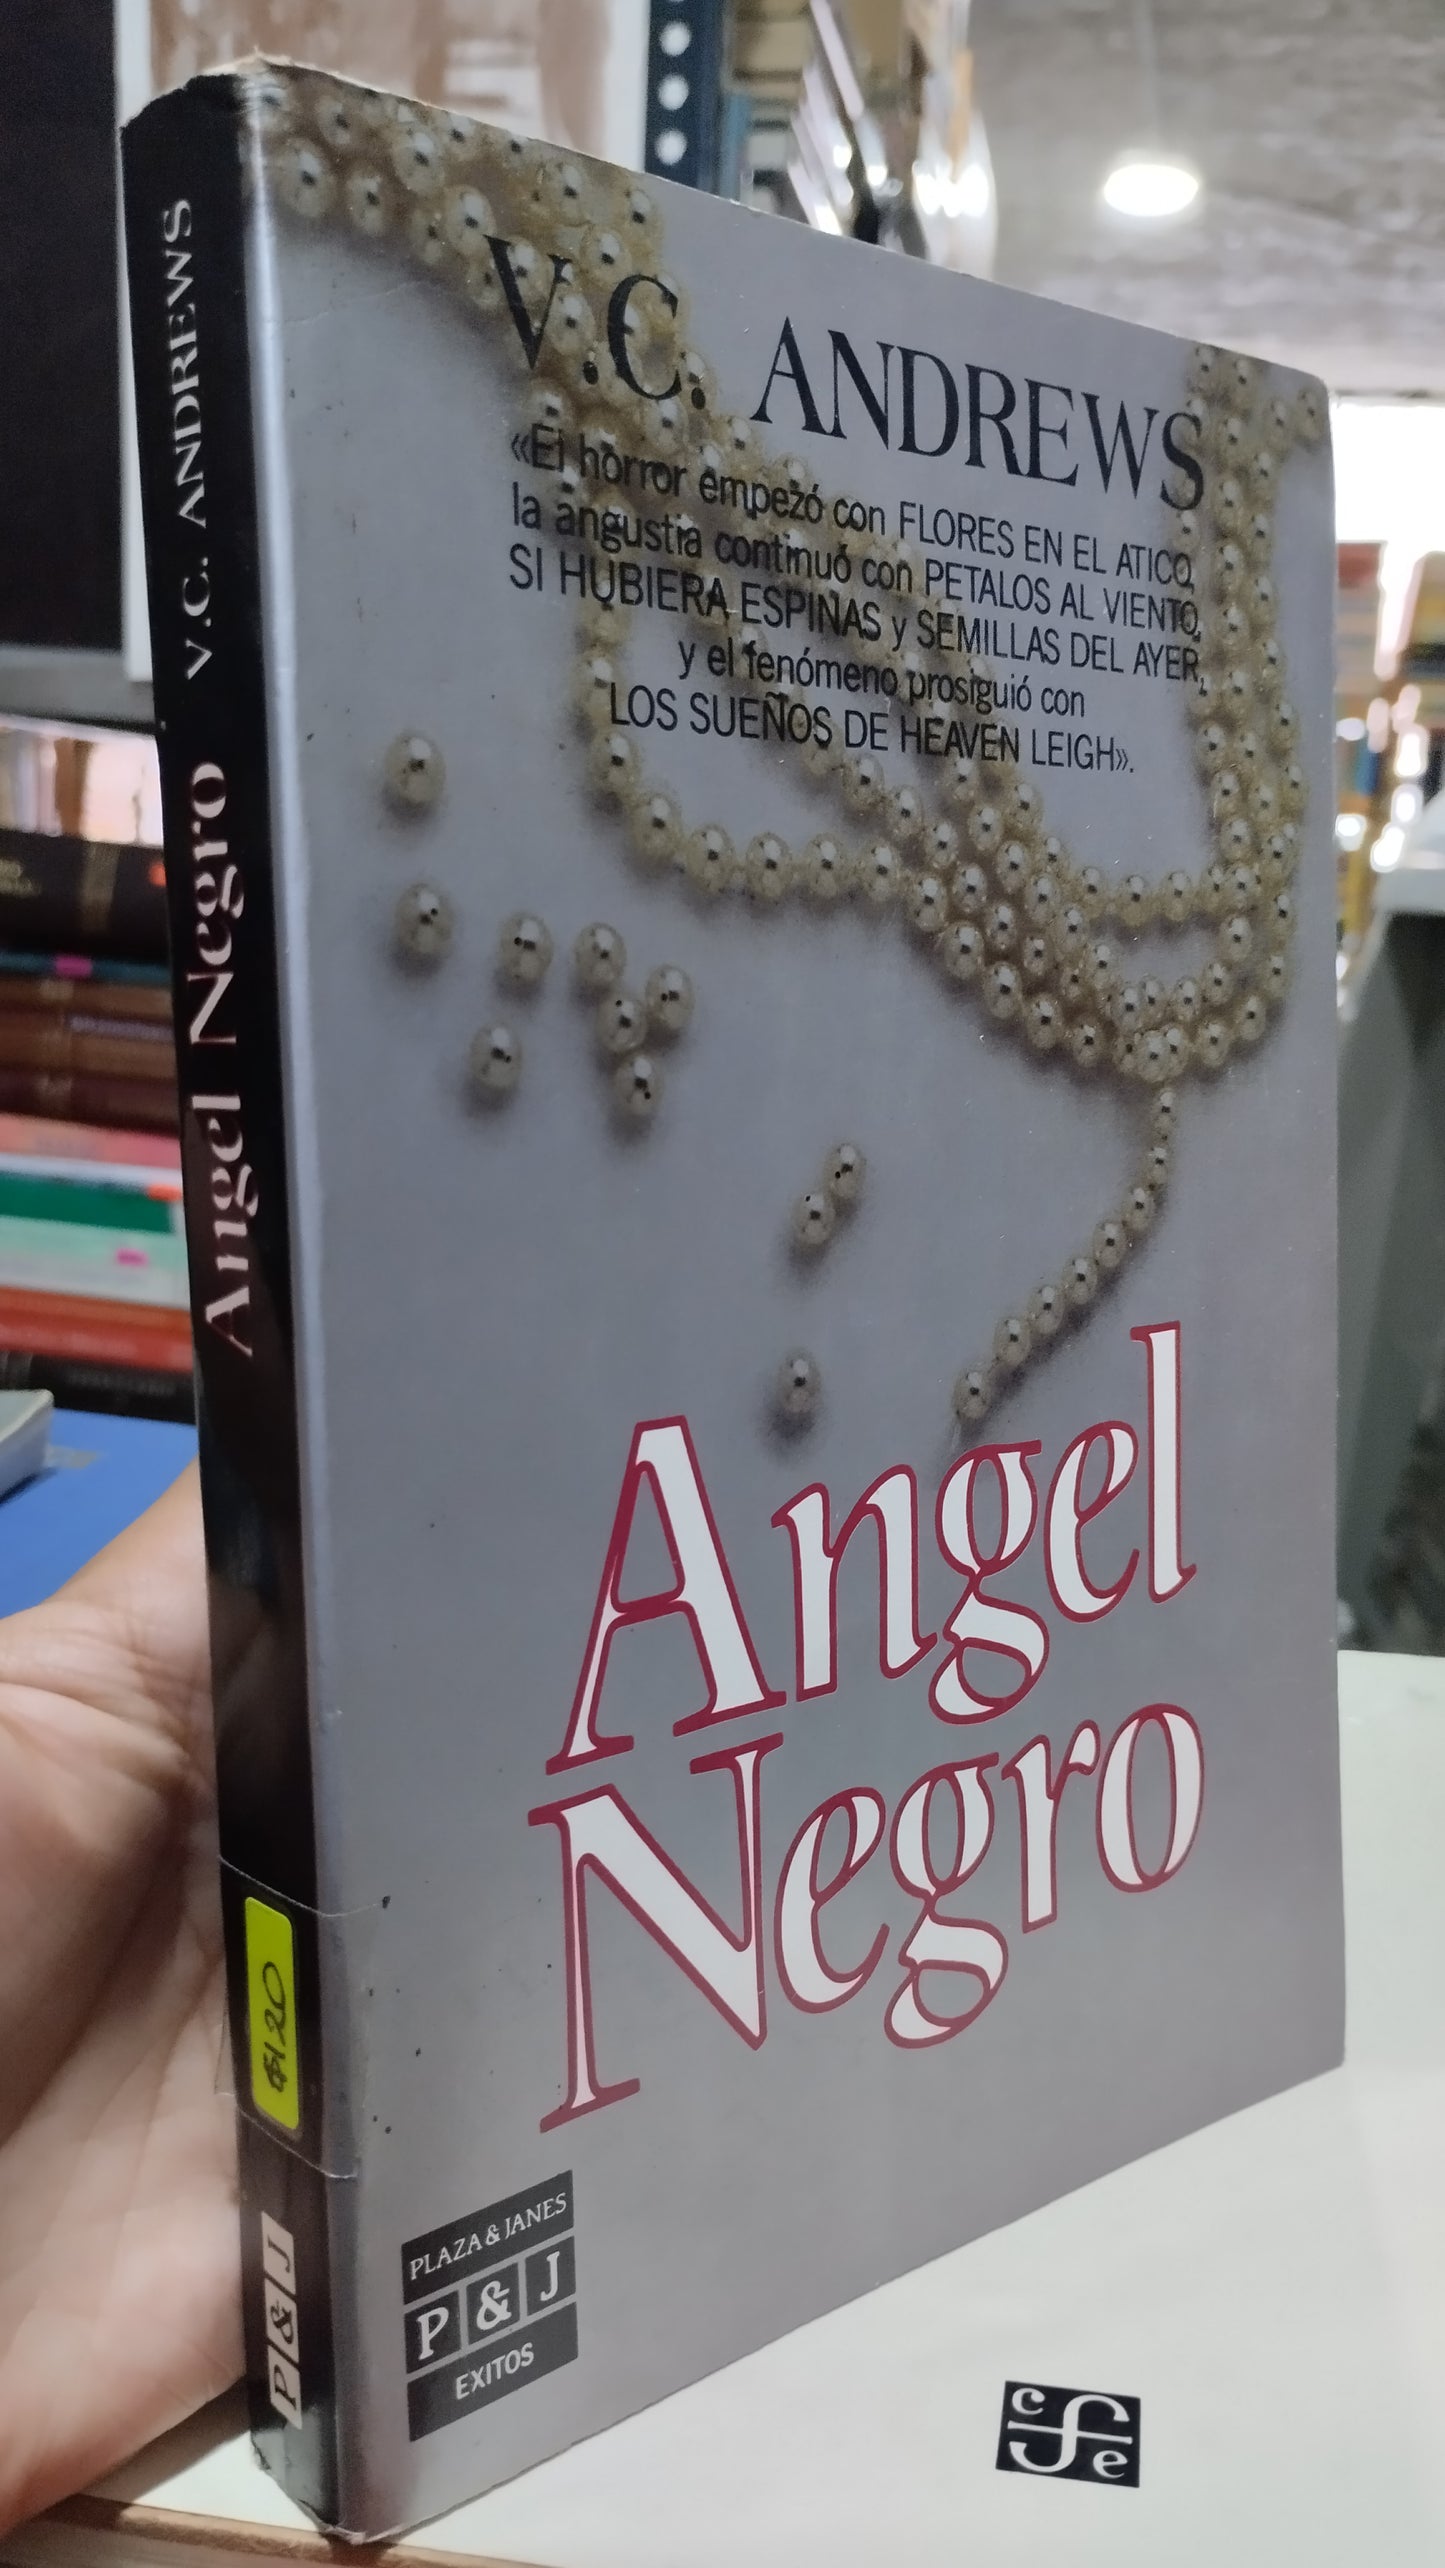 V.C. ANDREWS
«El horror empezó con FLORES EN EL ATICO,
la angustia continuó con PETALOS AL VIENTO,
SI HUBIERA ESPINAS y SEMILLAS DEL AYER,
y el fenómeno prosiguió con
LOS SUEÑOS DE HEAVEN LEIGH».
Angel
Negro
PLAZA & JANES
P & J
EXITOS
Angel Negro V.C. ANDREWS
$120
P & J
cfe